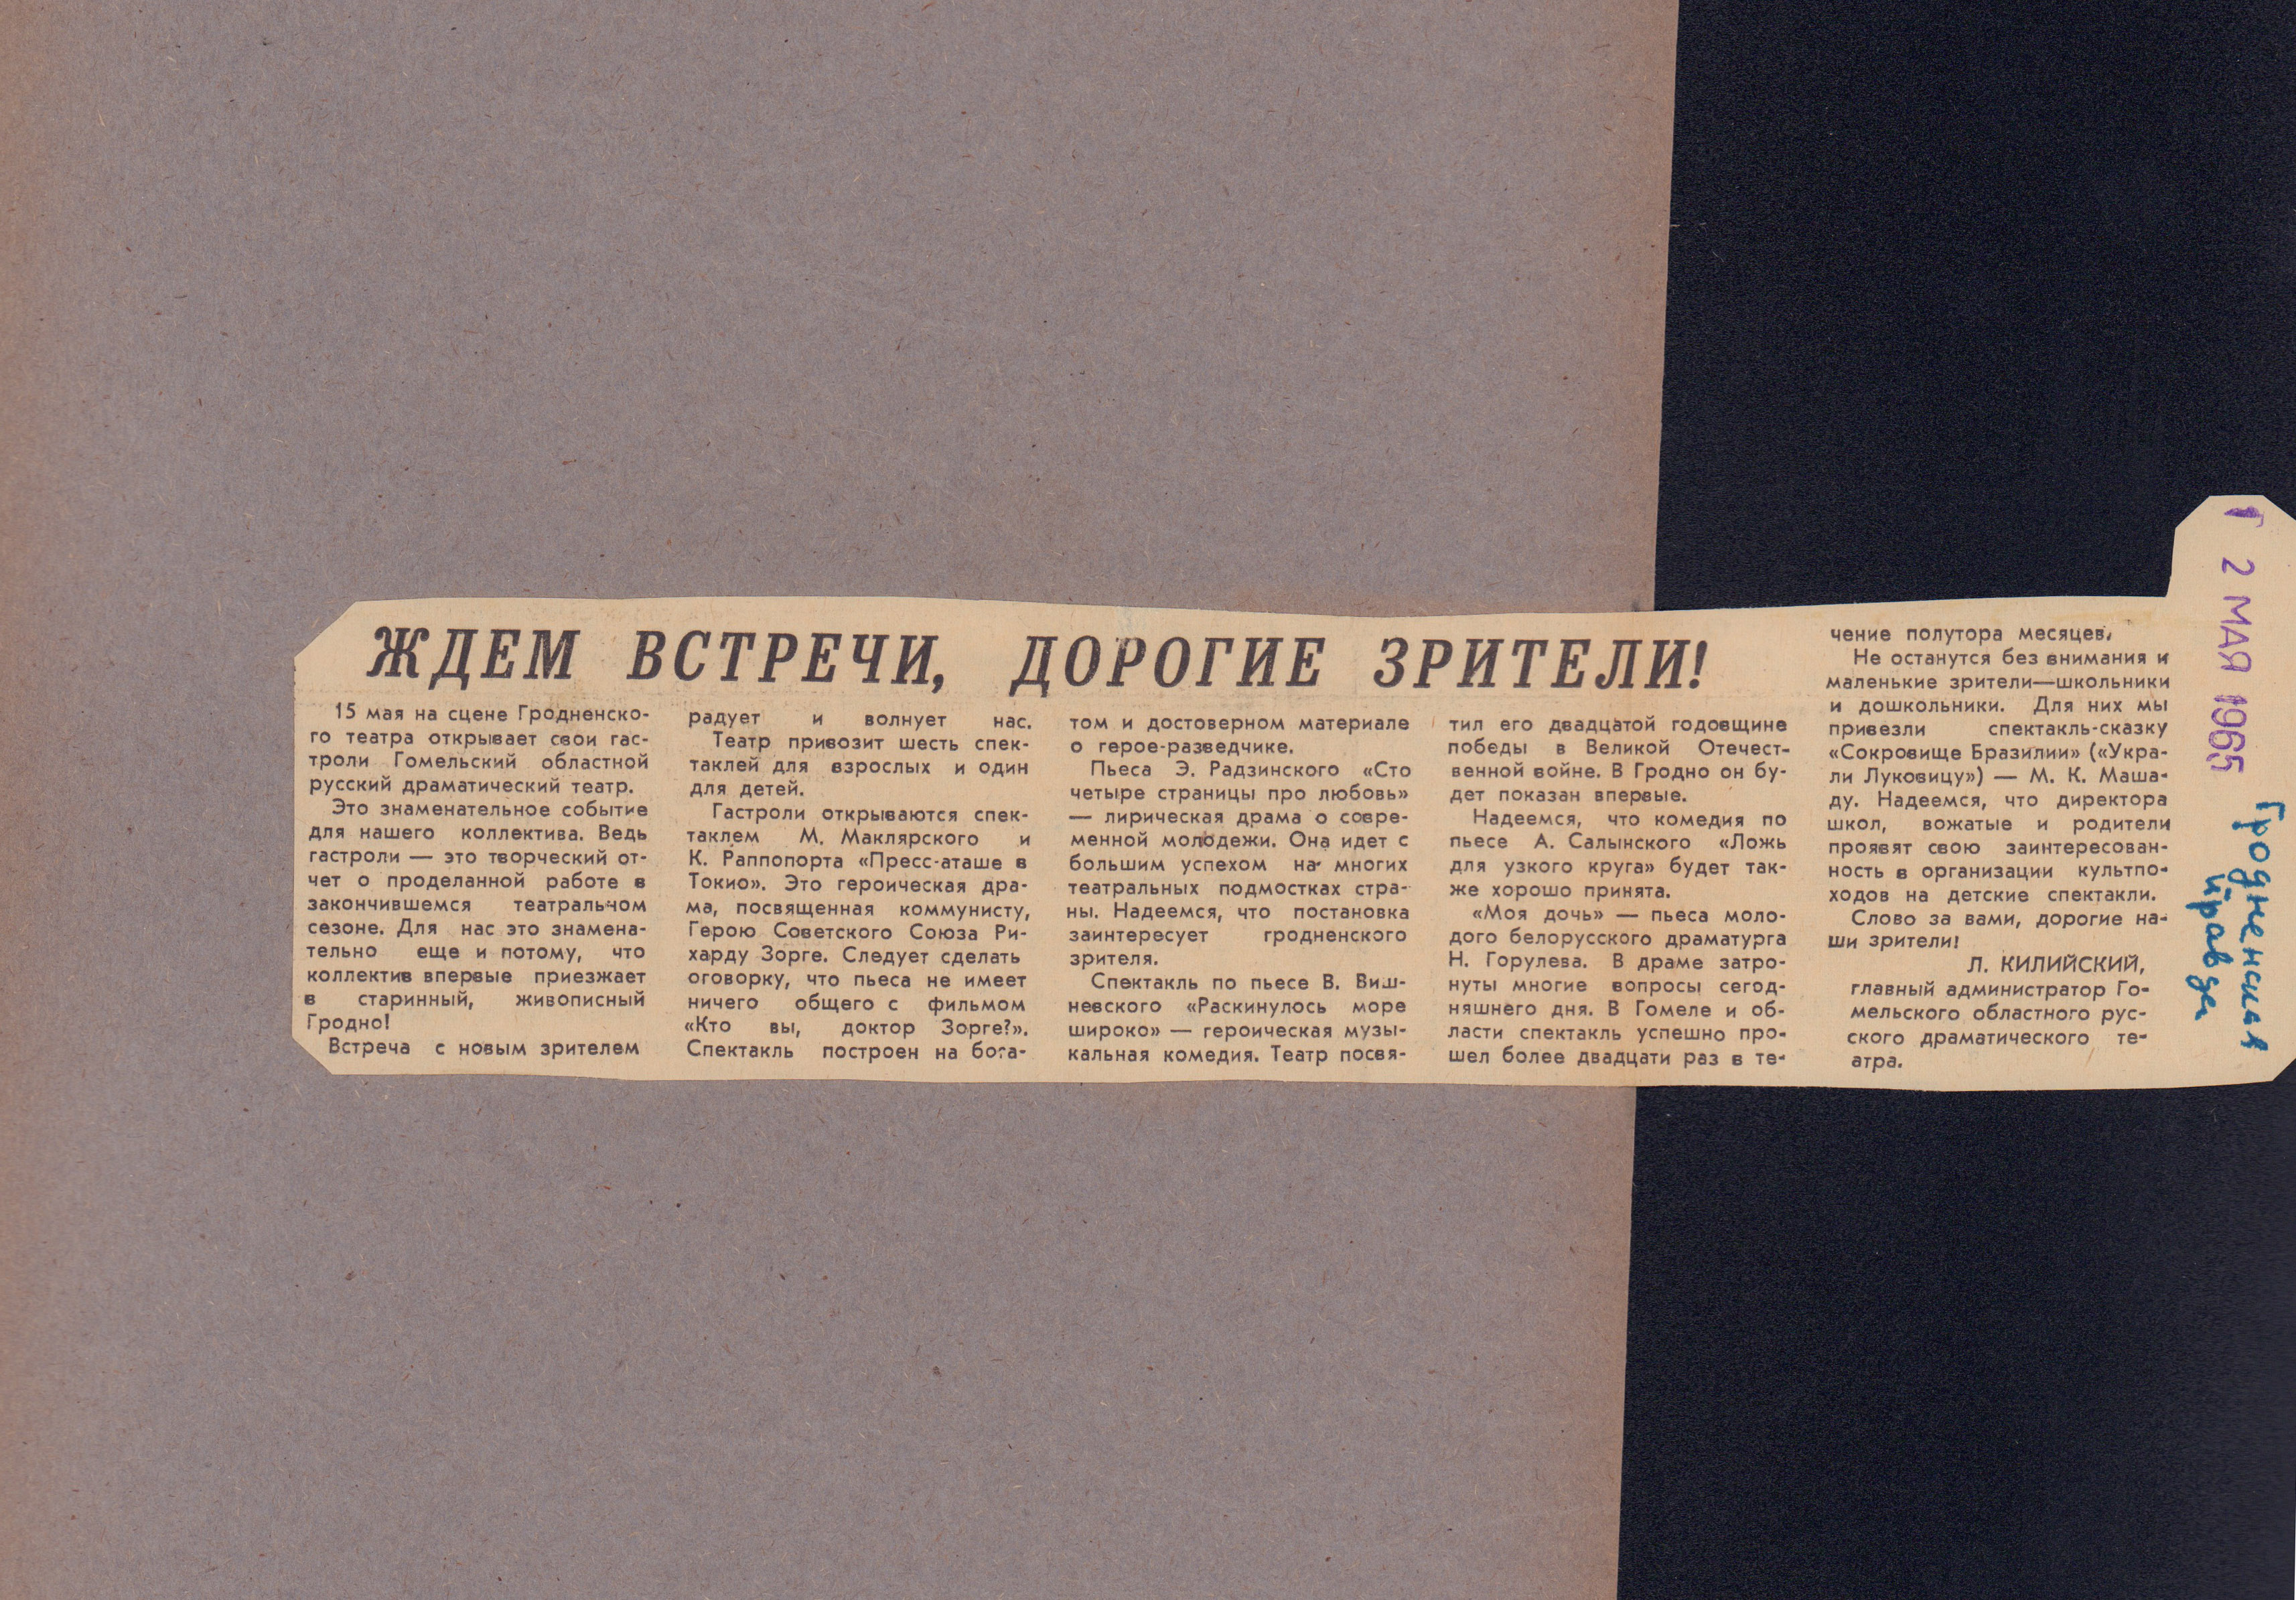 ЖДЕМ ВСТРЕЧИ, ДОРОГИЕ ЗРИТЕЛИ!
15 мая на сцене Гродненско-
го театра открывает свои гас-
троли Гомельский областной
русский драматический театр.
Это знаменательное событие
для нашего коллектива. Ведь
гастроли — это творческий от-
чет о проделанной работе в
закончившемся театральном
сезоне. Для нас это знамена-
тельно еще и потому, что
коллектив впервые приезжает
в старинный, живописный
Гродно!
Встреча с новым зрителем
радует и волнует нас.
Театр привозит шесть спек-
таклей для взрослых и один
для детей.
Гастроли открываются спек-
таклем М. Маклярского и
К. Раппопорта «Пресс-аташе в
Токио». Это героическая дра-
ма, посвященная коммунисту,
Герою Советского Союза Ри-
харду Зорге. Следует сделать
оговорку, что пьеса не имеет
ничего общего с фильмом
«Кто вы, доктор Зорге?».
Спектакль построен на бога-
том и достоверном материале
о герое-разведчике.
Пьеса Э. Радзинского «Сто
четыре страницы про любовь»
— лирическая драма о совре-
менной молодежи. Она идет с
большим успехом на многих
театральных подмостках стра-
ны. Надеемся, что постановка
заинтересует гродненского
зрителя.
Спектакль по пьесе В. Виш-
невского «Раскинулось море
широко» — героическая музы-
кальная комедия. Театр посвя-
тил его двадцатой годовщине
победы в Великой Отечест-
венной войне. В Гродно он бу-
дет показан впервые.
Надеемся, что комедия по
пьесе А. Салынского «Ложь
для узкого круга» будет так-
же хорошо принята.
«Моя дочь» — пьеса моло-
дого белорусского драматурга
Н. Горулева. В драме затро-
нуты многие вопросы сегод-
няшнего дня. В Гомеле и об-
ласти спектакль успешно про-
шел более двадцати раз в те-
чение полутора месяцев.
Не останутся без внимания и
маленькие зрители—школьники
и дошкольники. Для них мы
привезли спектакль-сказку
«Сокровище Бразилии» («Укра-
ли Луковицу») — М. К. Маша-
ду. Надеемся, что директора
школ, вожатые и родители
проявят свою заинтересован-
ность в организации культпо-
ходов на детские спектакли.
Слово за вами, дорогие на-
ши зрители!
Л. КИЛИЙСКИЙ,
главный администратор Го-
мельского областного рус-
ского драматического те-
атра.
2 МАЯ 1965
Гродненская
правда